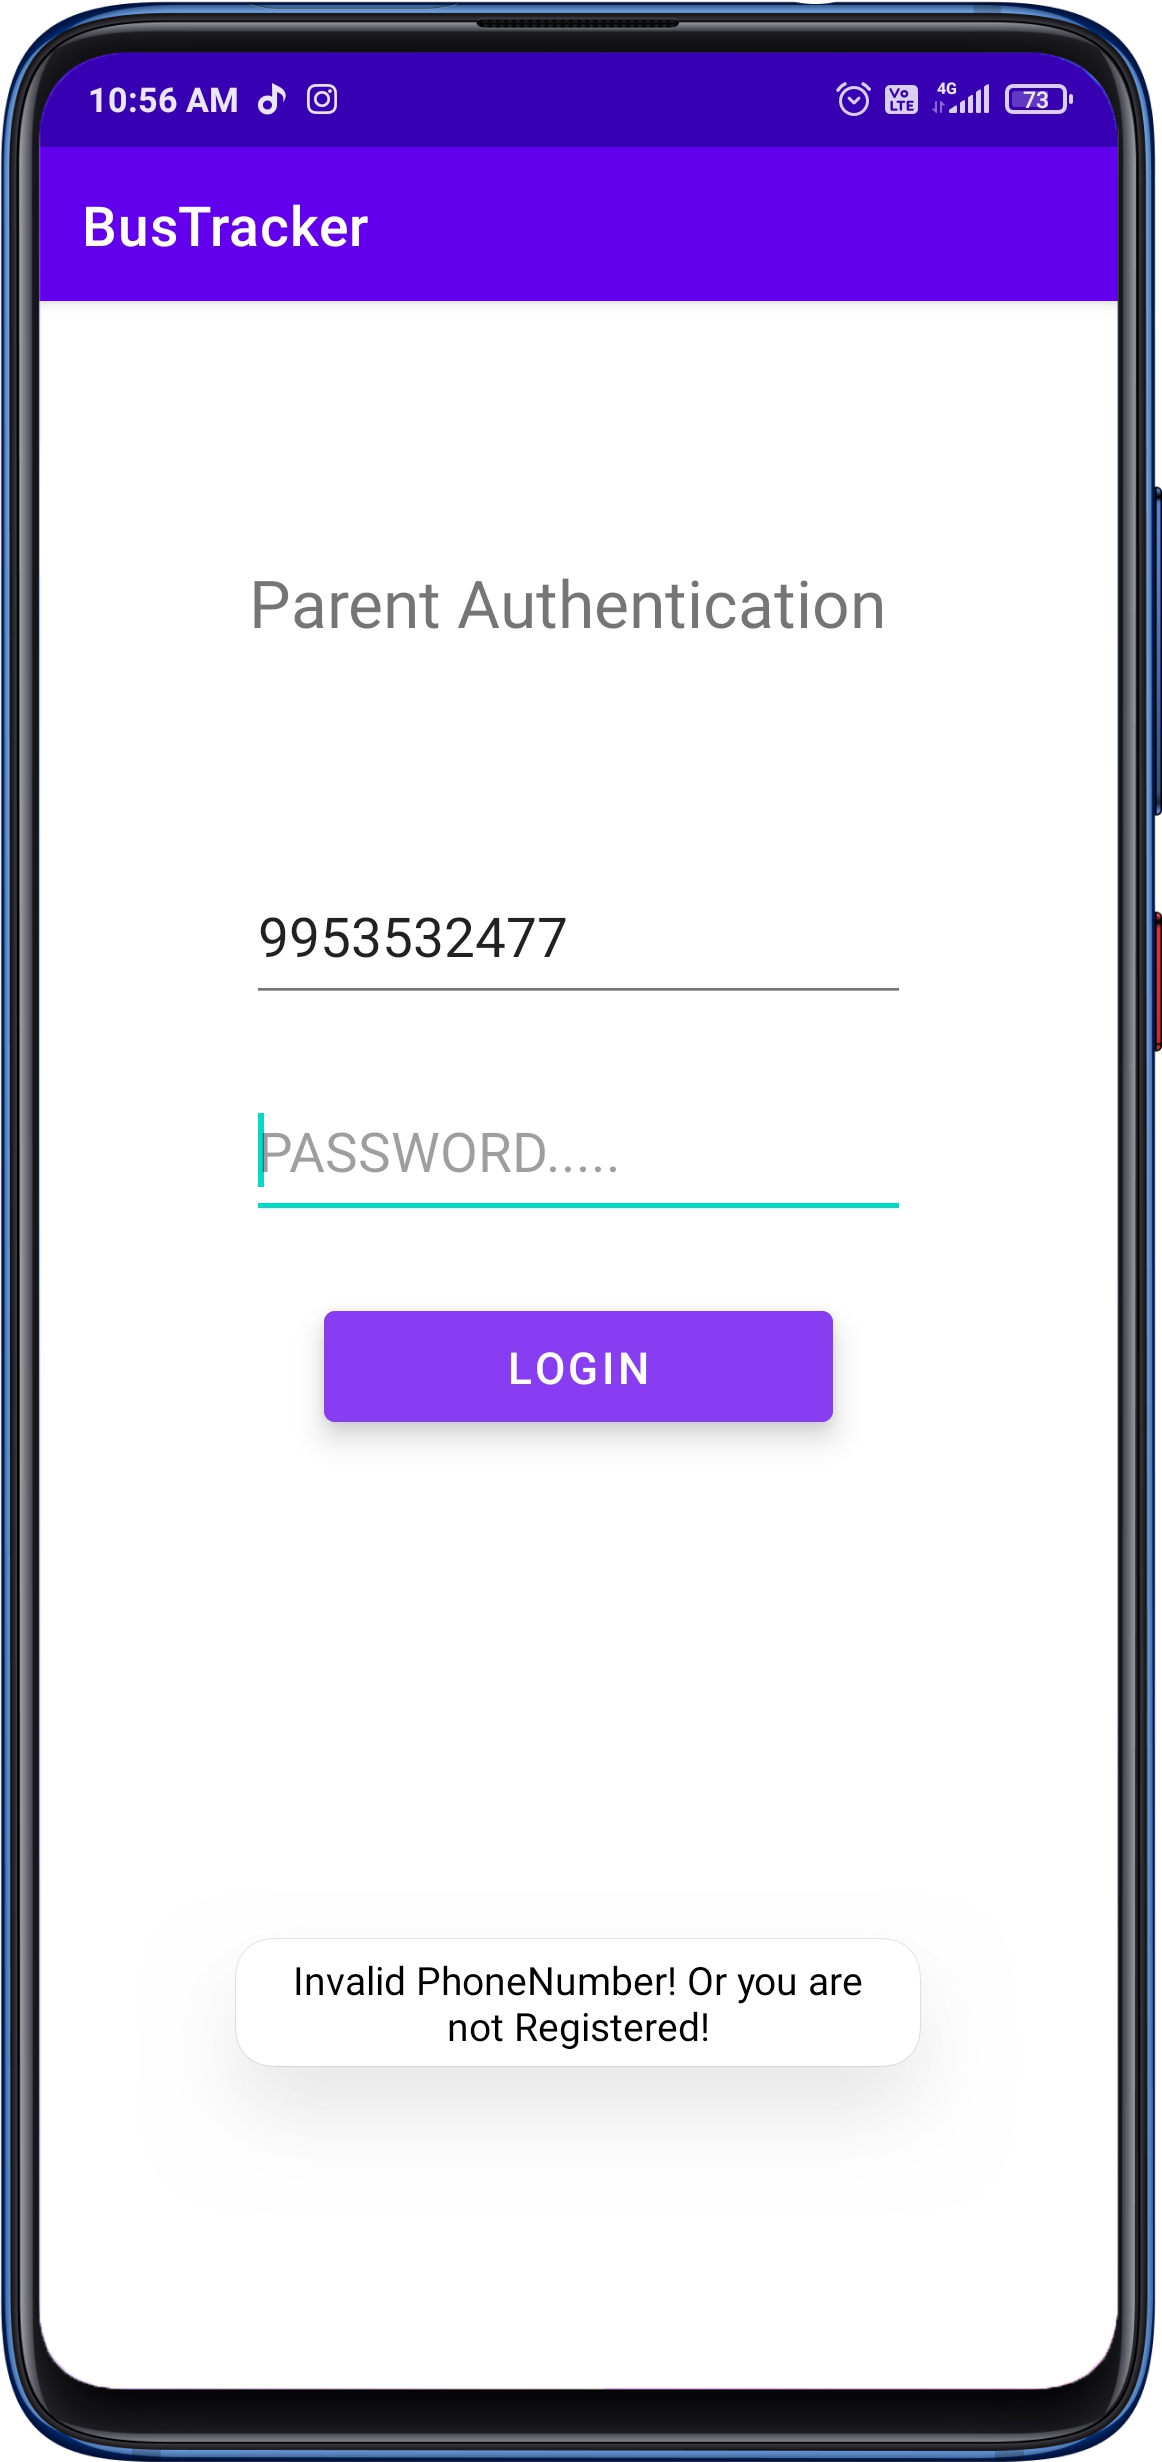 10:56 AM
Vo
LTE
4G
73
BusTracker
Parent Authentication
9953532477
PASSWORD.....
LOGIN
Invalid PhoneNumber! Or you are
not Registered!